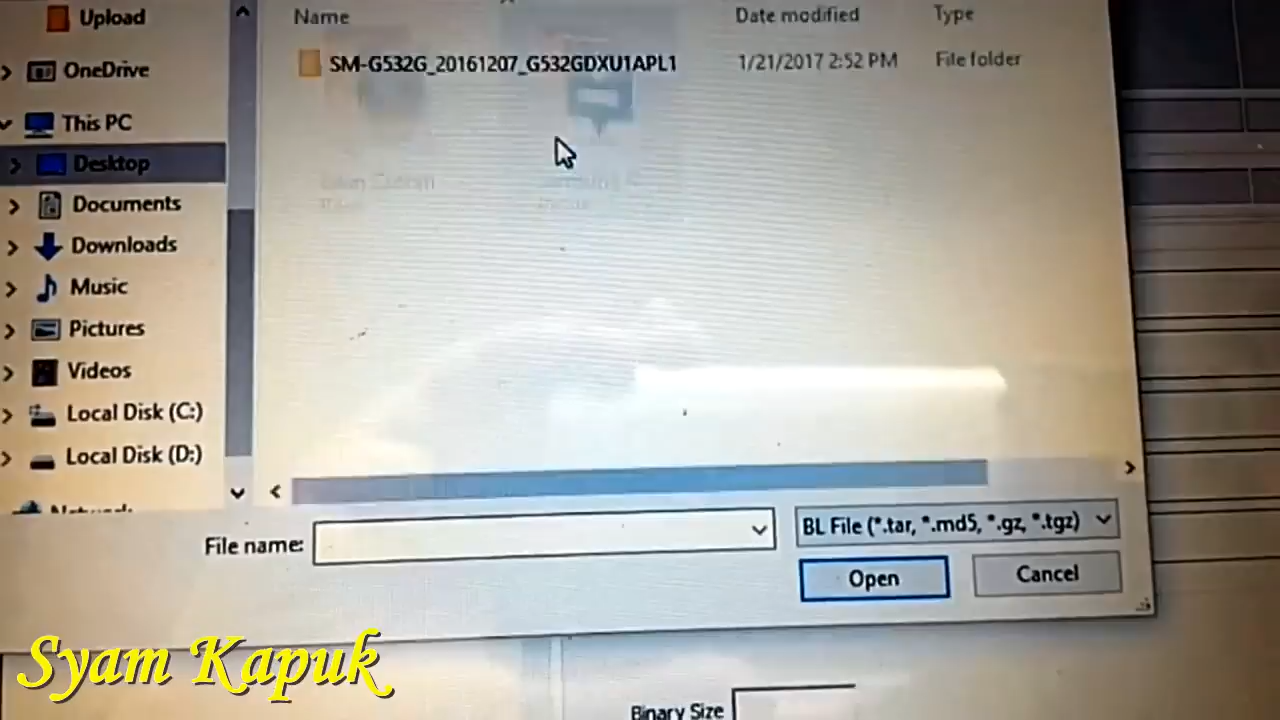 Upload
Name
Date modified
Type
SM-G532G_20161207_G532GDXU1APL1
1/21/2017 2:52 PM
File folder
OneDrive
This PC
Desktop
Documents
Downloads
Music
Pictures
Videos
Local Disk (C:)
Local Disk (D:)
Network
File name:
BL File (*.tar, *.md5, *.gz, *.tgz)
Open
Cancel
Syam Kapuk
Binary Size